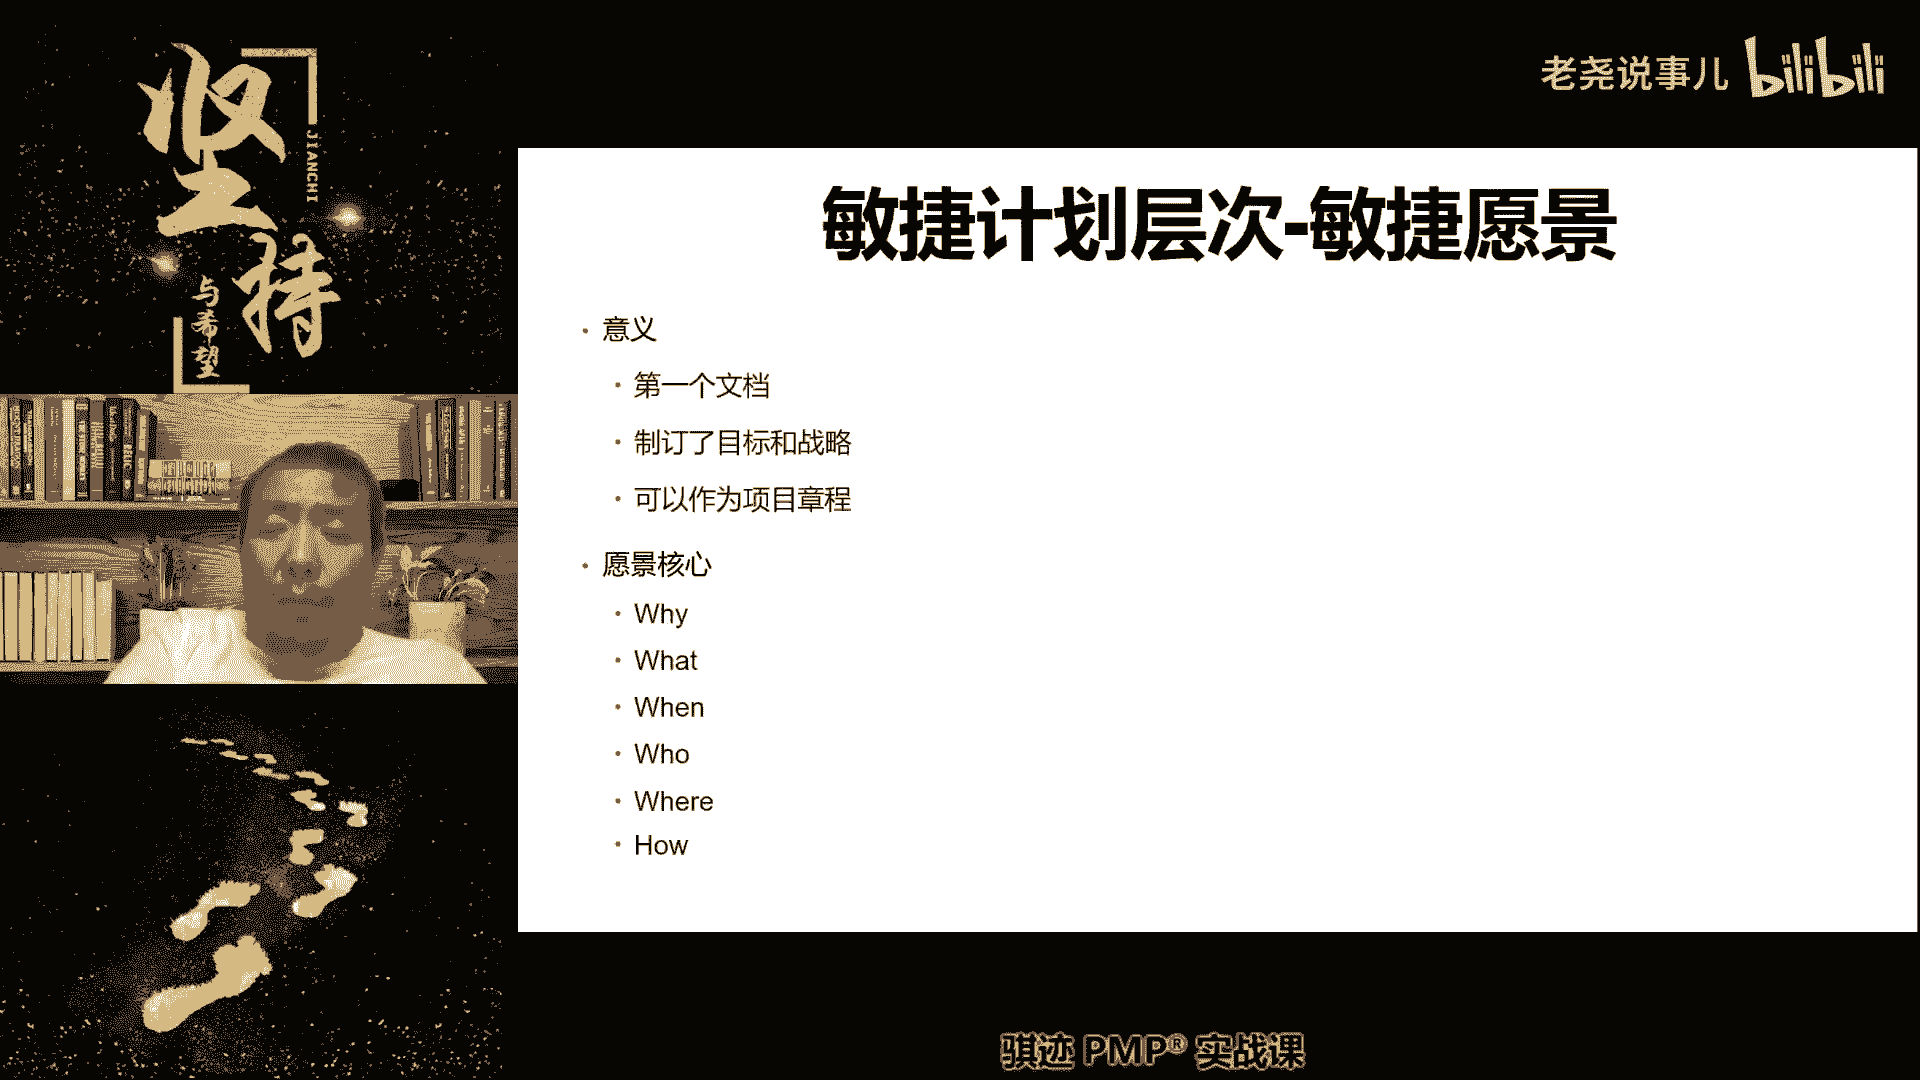 坚持
JIANCHI
与希望
老尧说事儿 bilibili
敏捷计划层次-敏捷愿景
意义
第一个文档
制订了目标和战略
可以作为项目章程
愿景核心
Why
What
When
Who
Where
How
骐迹 PMP® 实战课